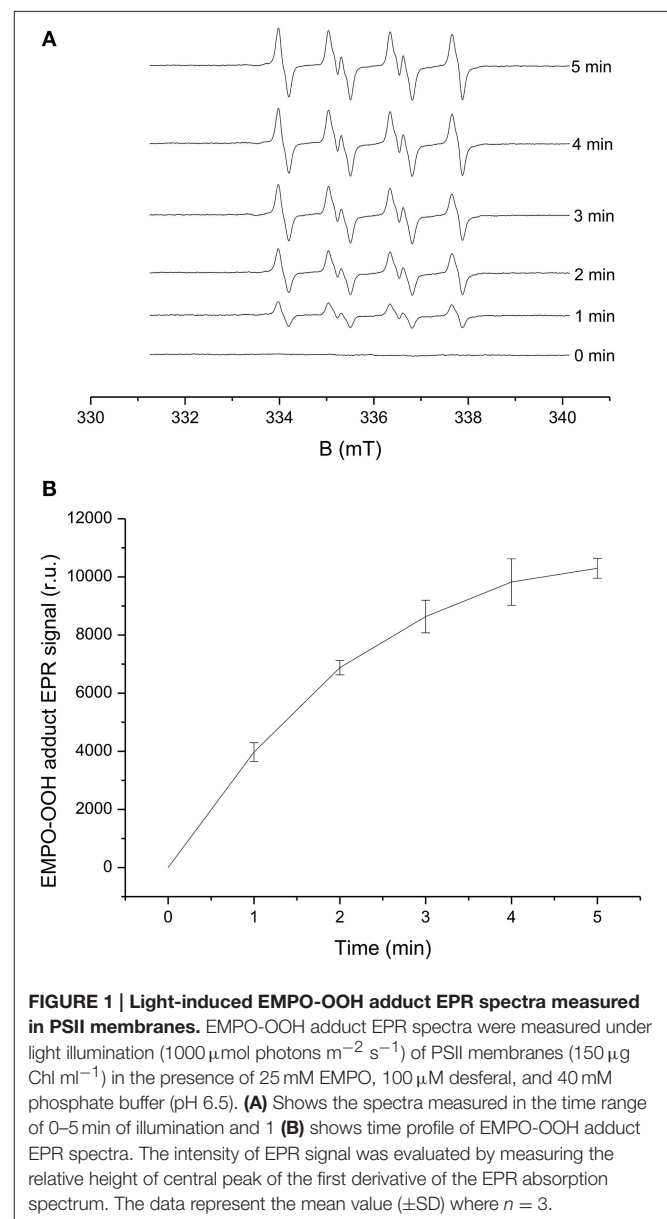 A
5 min
4 min
3 min
2 min
1 min
0 min
330 332 334 336 338 340
B (mT)
B
12000
10000
8000
6000
4000
2000
0
EMPO-OOH adduct EPR signal (r.u.)
0 1 2 3 4 5
Time (min)
FIGURE 1 | Light-induced EMPO-OOH adduct EPR spectra measured
in PSII membranes. EMPO-OOH adduct EPR spectra were measured under
light illumination (1000 μmol photons m⁻² s⁻¹) of PSII membranes (150 μg
Chl ml⁻¹) in the presence of 25 mM EMPO, 100 μM desferal, and 40 mM
phosphate buffer (pH 6.5). (A) Shows the spectra measured in the time range
of 0–5 min of illumination and 1 (B) shows time profile of EMPO-OOH adduct
EPR spectra. The intensity of EPR signal was evaluated by measuring the
relative height of central peak of the first derivative of the EPR absorption
spectrum. The data represent the mean value (±SD) where n = 3.